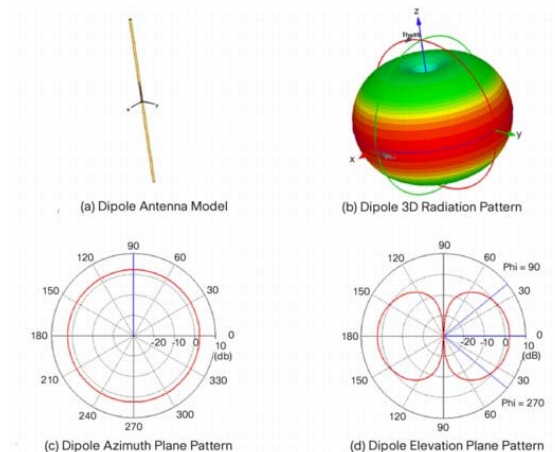 z
Theta
x
Phi
y
(a) Dipole Antenna Model
(b) Dipole 3D Radiation Pattern
90
120
60
150
30
180
-20
-10
0
10
0
(db)
210
330
240
300
270
(c) Dipole Azimuth Plane Pattern
90
120
60
Phi = 90
150
30
180
-20
-10
0
10
0
(dB)
150
30
Phi = 270
120
60
90
(d) Dipole Elevation Plane Pattern